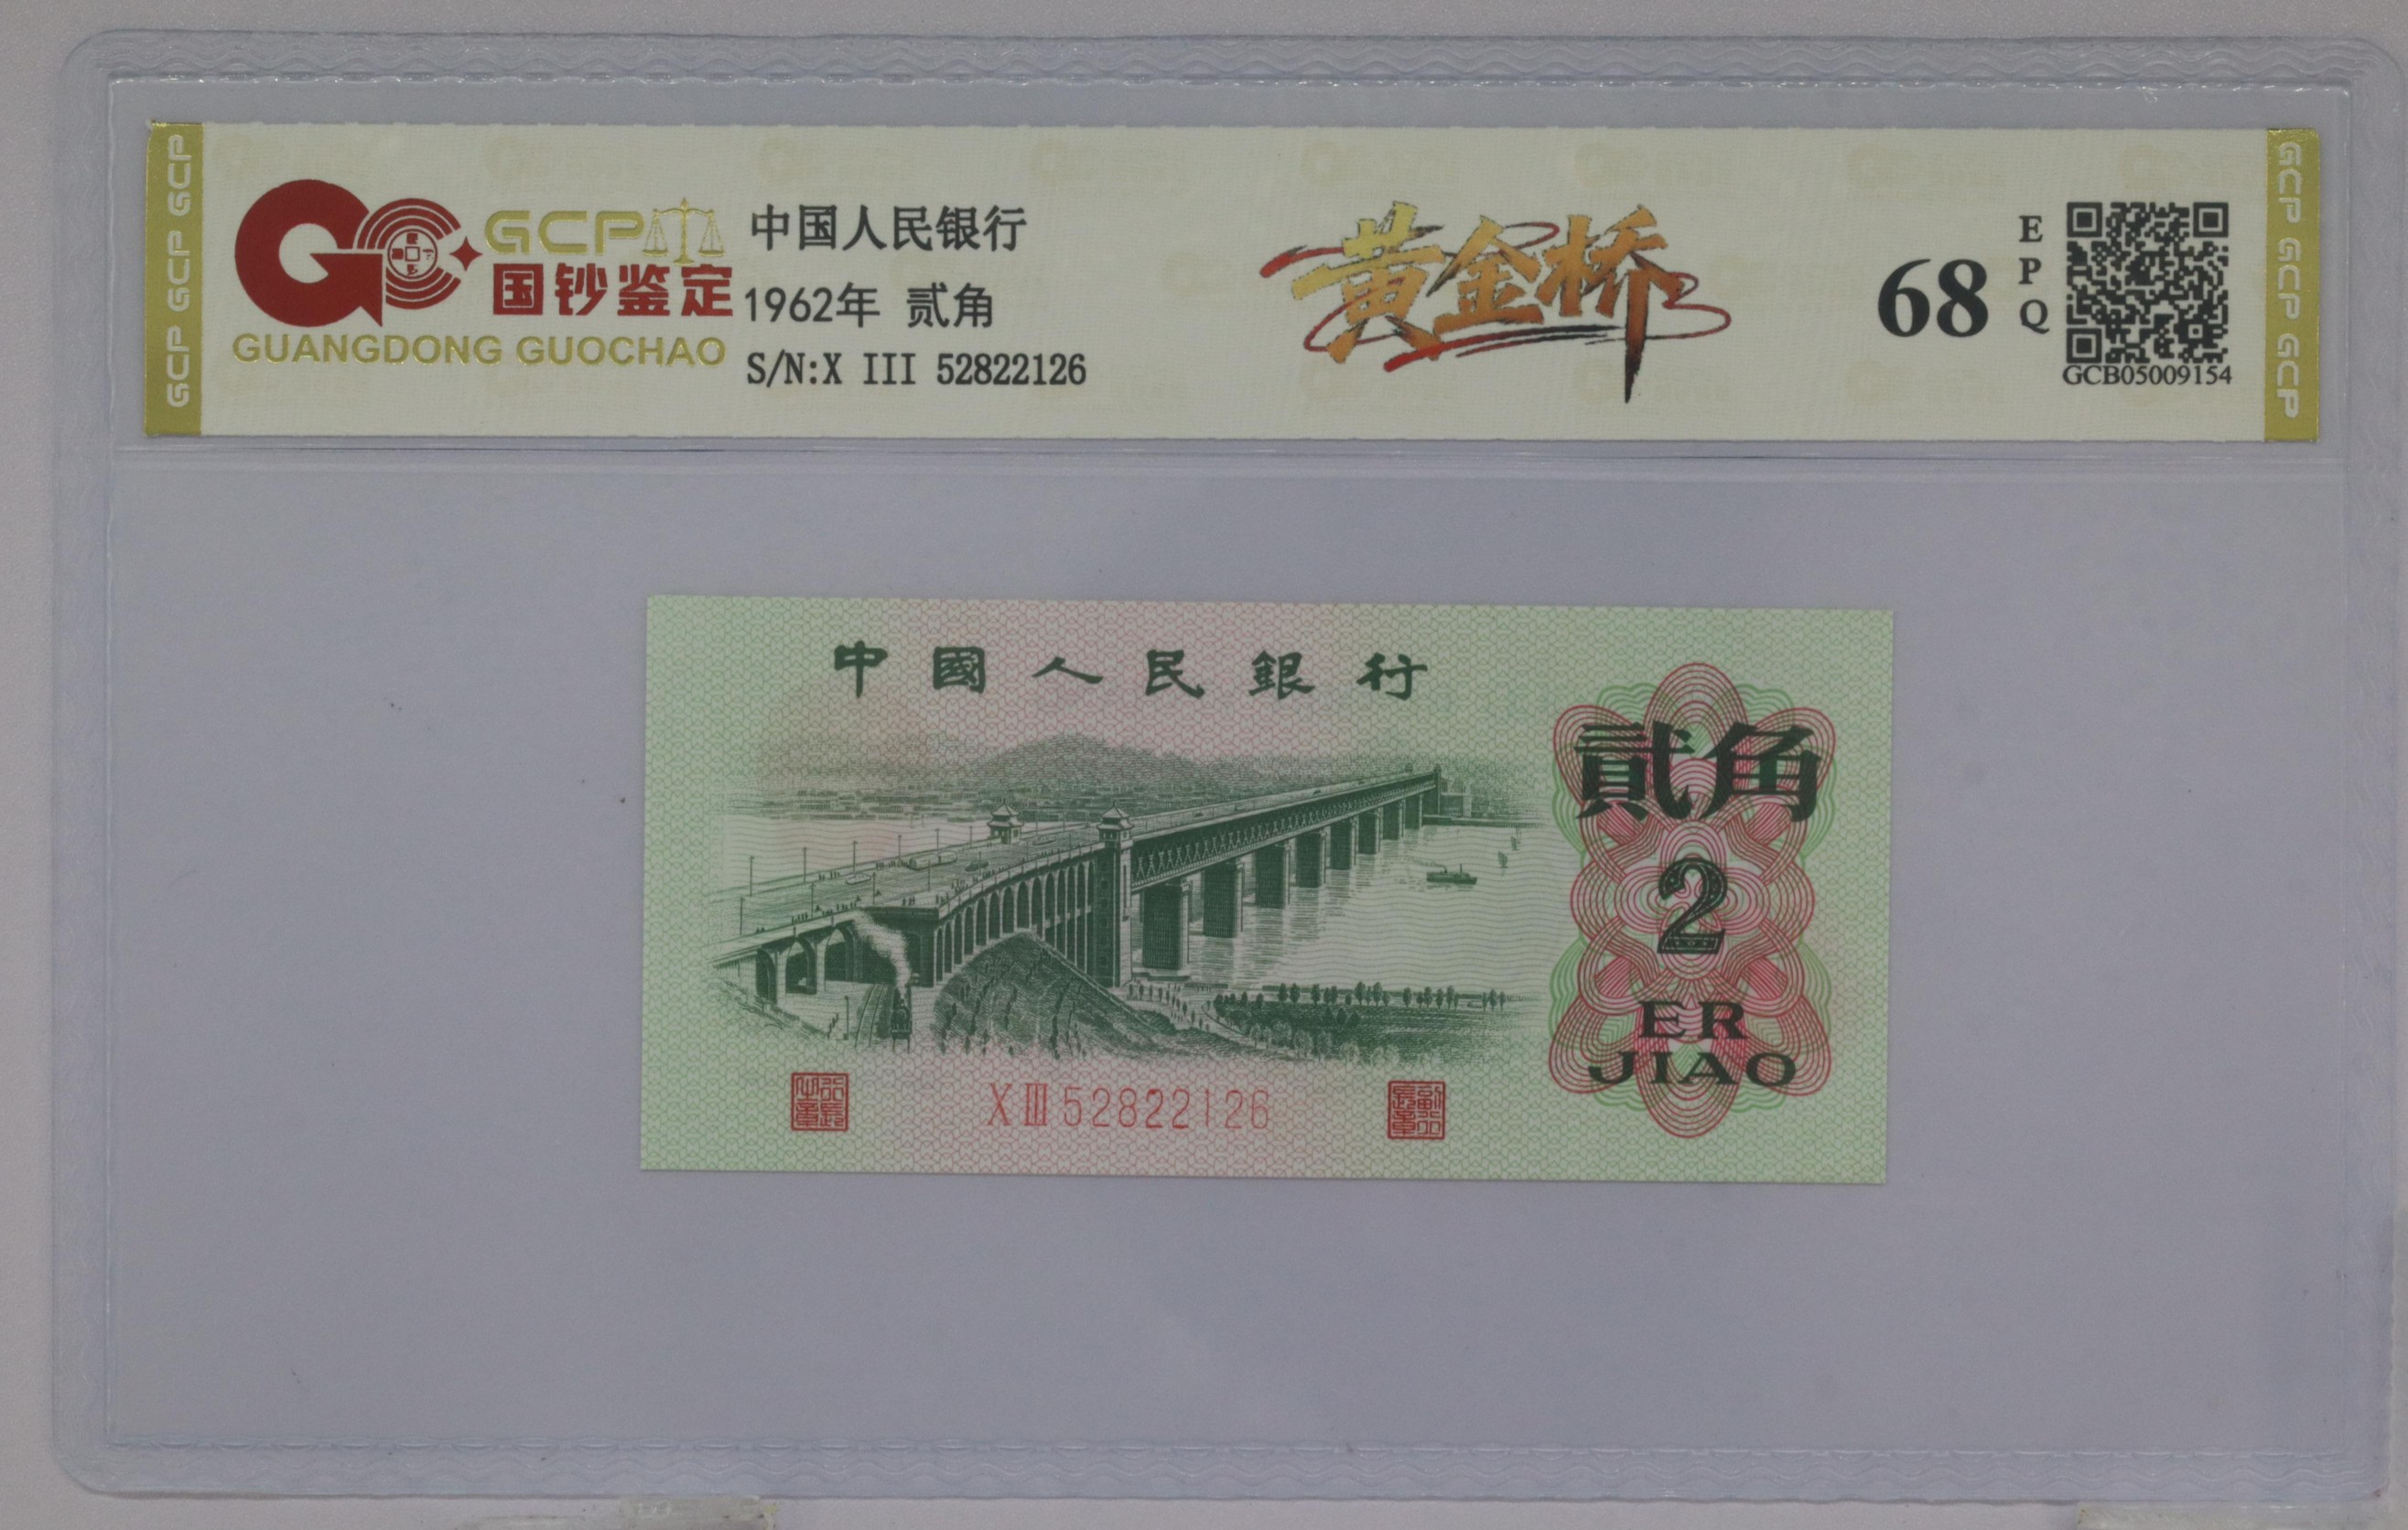 GCP GCP GCP
GCP
国钞鉴定
GUANGDONG GUOCHAO
中国人民银行
1962年 贰角
S/N:X III 52822126
黄金桥
68
EPQ
GCB05009154
GCP GCP GCP
中國人民銀行
貳角
2
ER
JIAO
XIII52822126